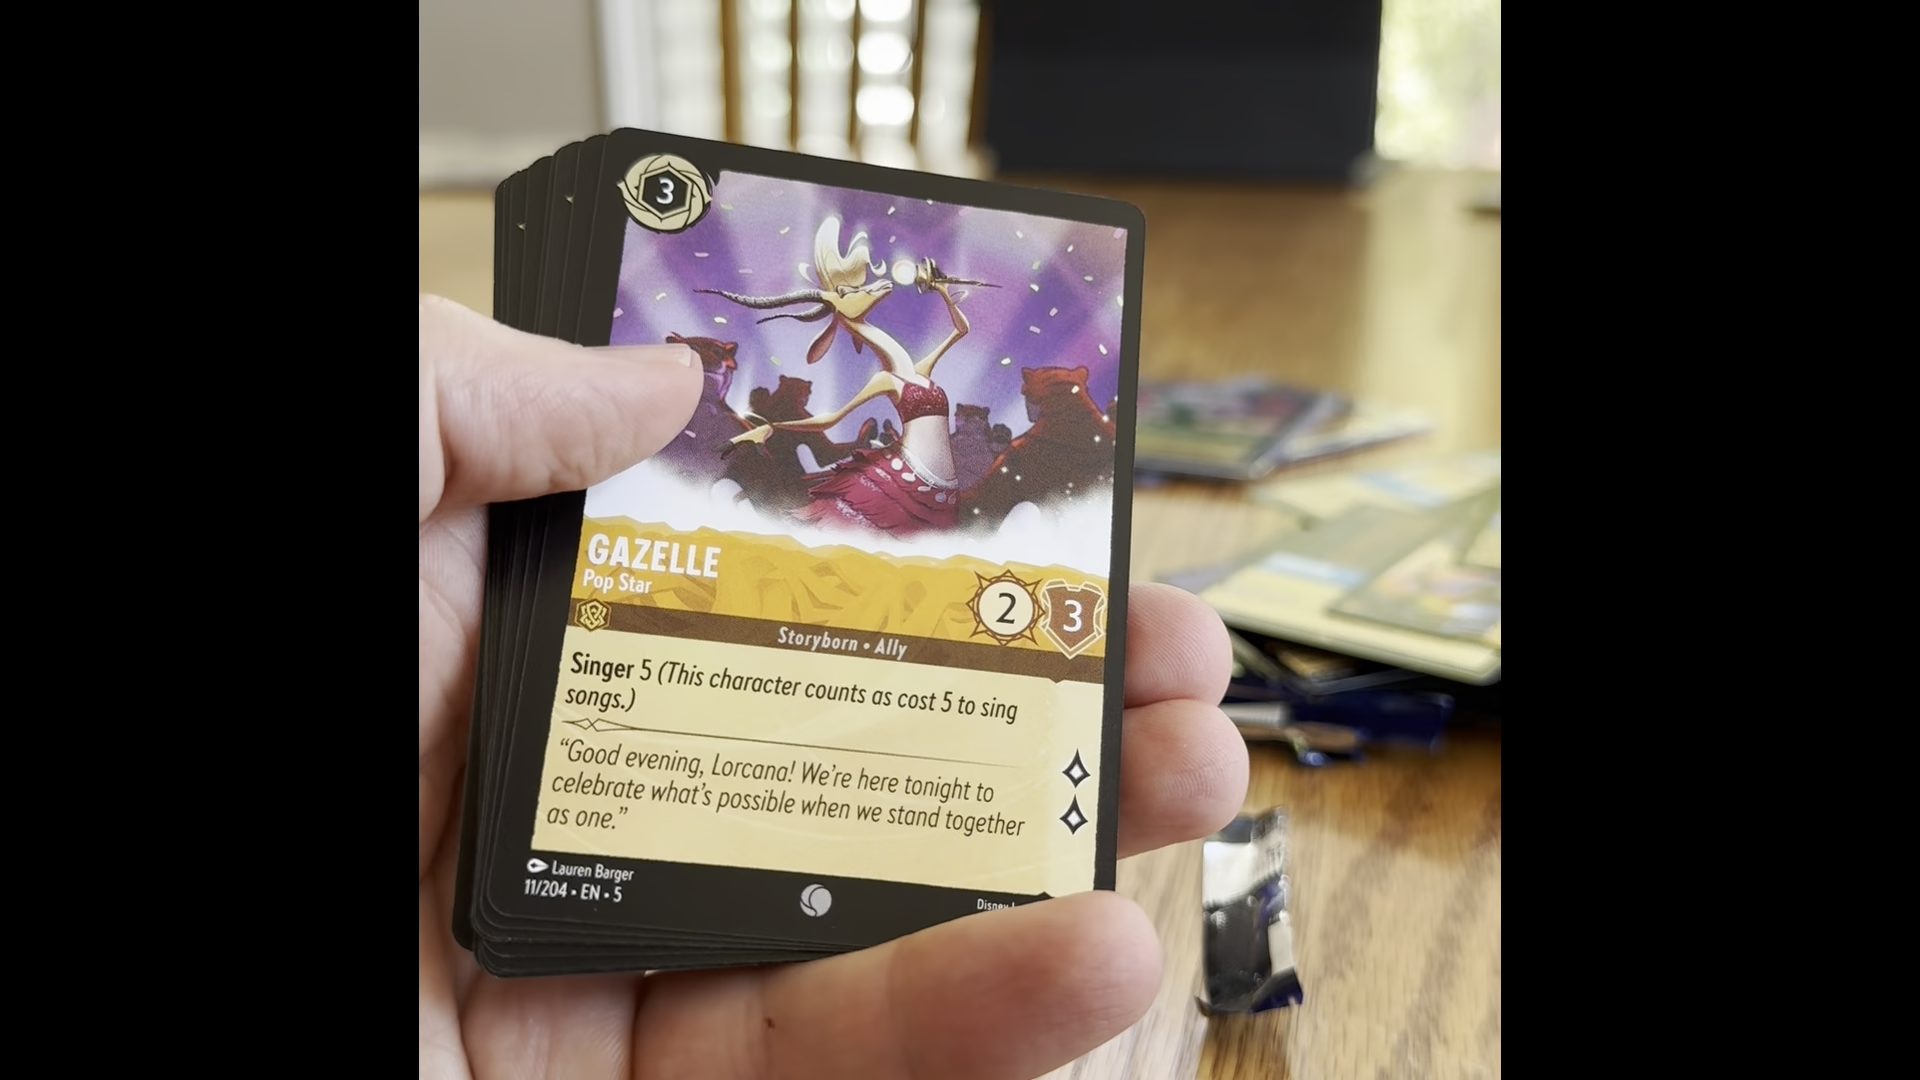 3
GAZELLE
Pop Star
2 3
Storyborn • Ally
Singer 5 (This character counts as cost 5 to sing
songs.)
“Good evening, Lorcana! We’re here tonight to
celebrate what’s possible when we stand together
as one.”
Lauren Barger
11/204 • EN • 5
Disney